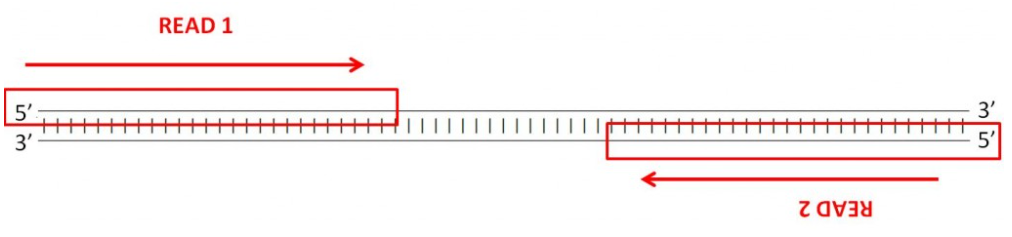 READ 1
5’ 3’
3’ 5’
READ 2